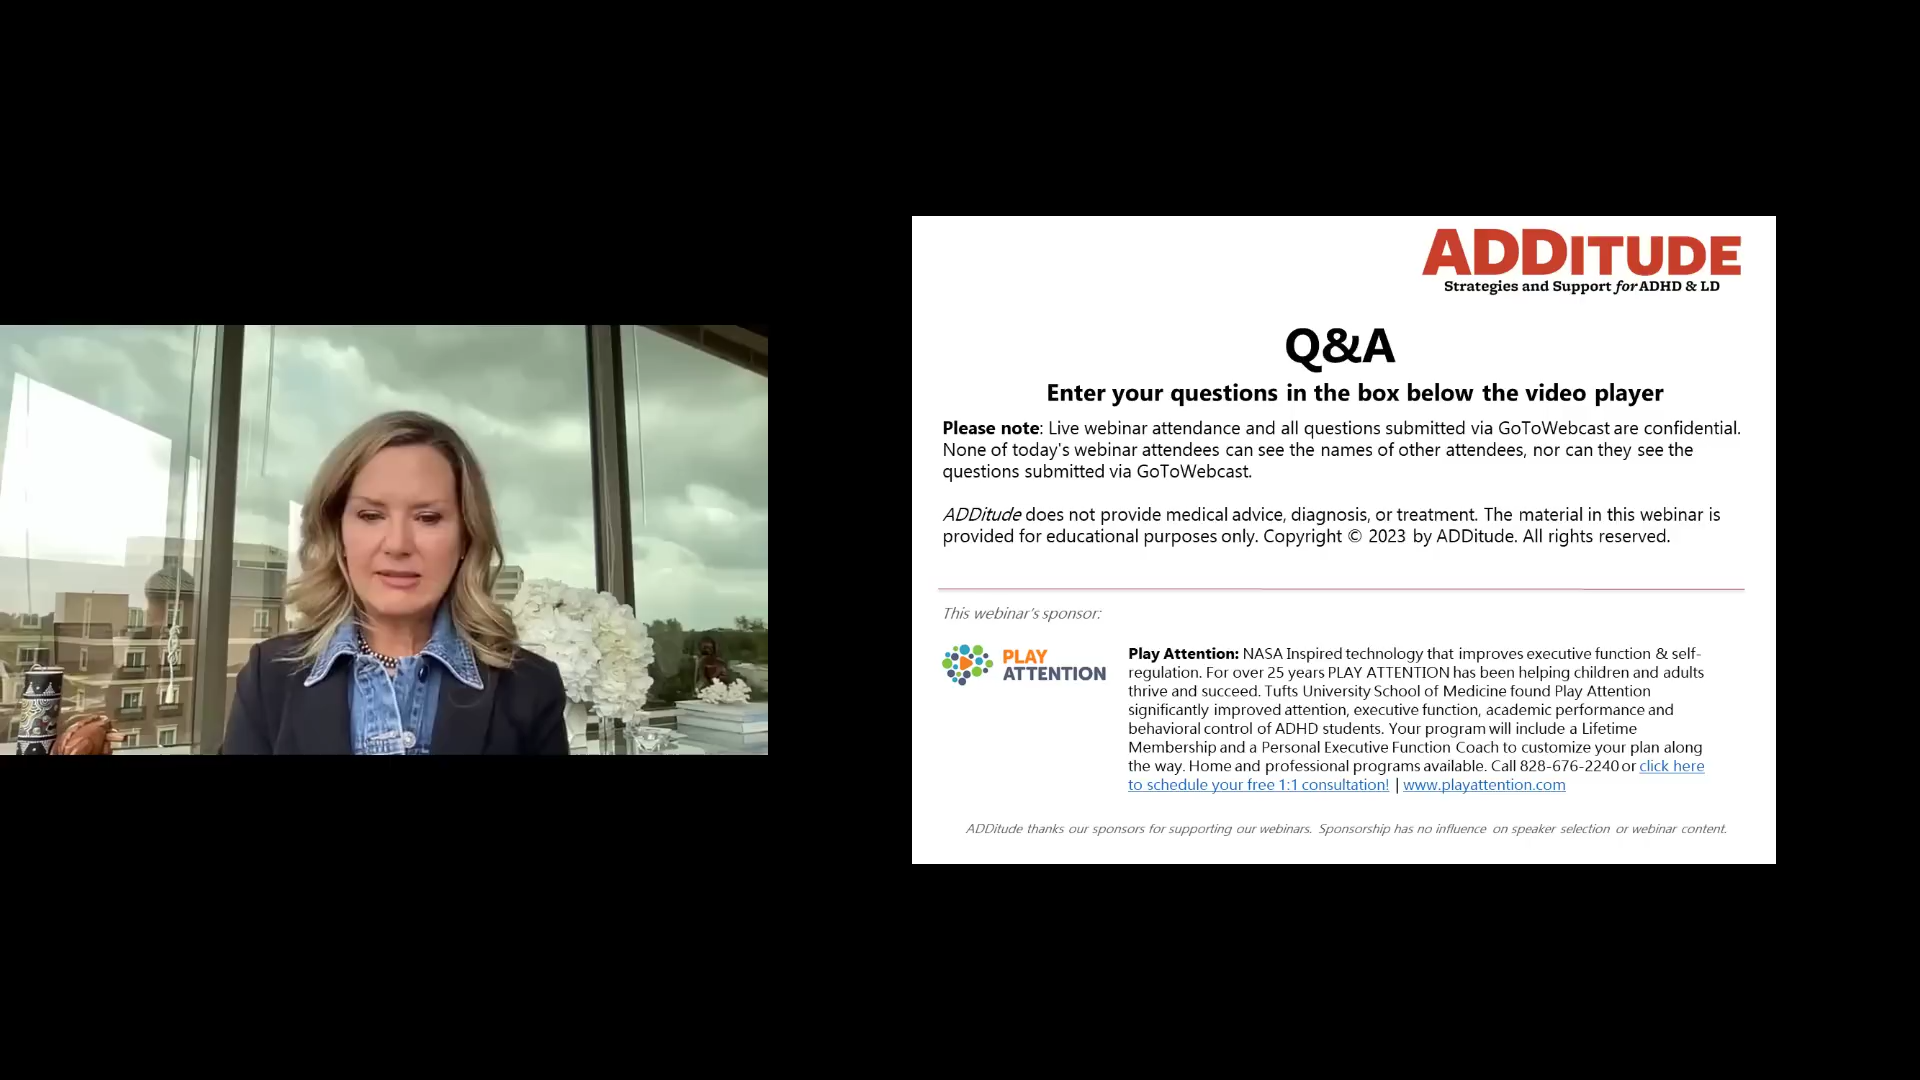 ADDITUDE
Strategies and Support for ADHD & LD
Q&A
Enter your questions in the box below the video player
Please note: Live webinar attendance and all questions submitted via GoToWebcast are confidential.
None of today's webinar attendees can see the names of other attendees, nor can they see the
questions submitted via GoToWebcast.
ADDitude does not provide medical advice, diagnosis, or treatment. The material in this webinar is
provided for educational purposes only. Copyright © 2023 by ADDitude. All rights reserved.
This webinar's sponsor:
PLAY
ATTENTION
Play Attention: NASA Inspired technology that improves executive function & self-
regulation. For over 25 years PLAY ATTENTION has been helping children and adults
thrive and succeed. Tufts University School of Medicine found Play Attention
significantly improved attention, executive function, academic performance and
behavioral control of ADHD students. Your program will include a Lifetime
Membership and a Personal Executive Function Coach to customize your plan along
the way. Home and professional programs available. Call 828-676-2240 or click here
to schedule your free 1:1 consultation! | www.playattention.com
ADDitude thanks our sponsors for supporting our webinars. Sponsorship has no influence on speaker selection or webinar content.